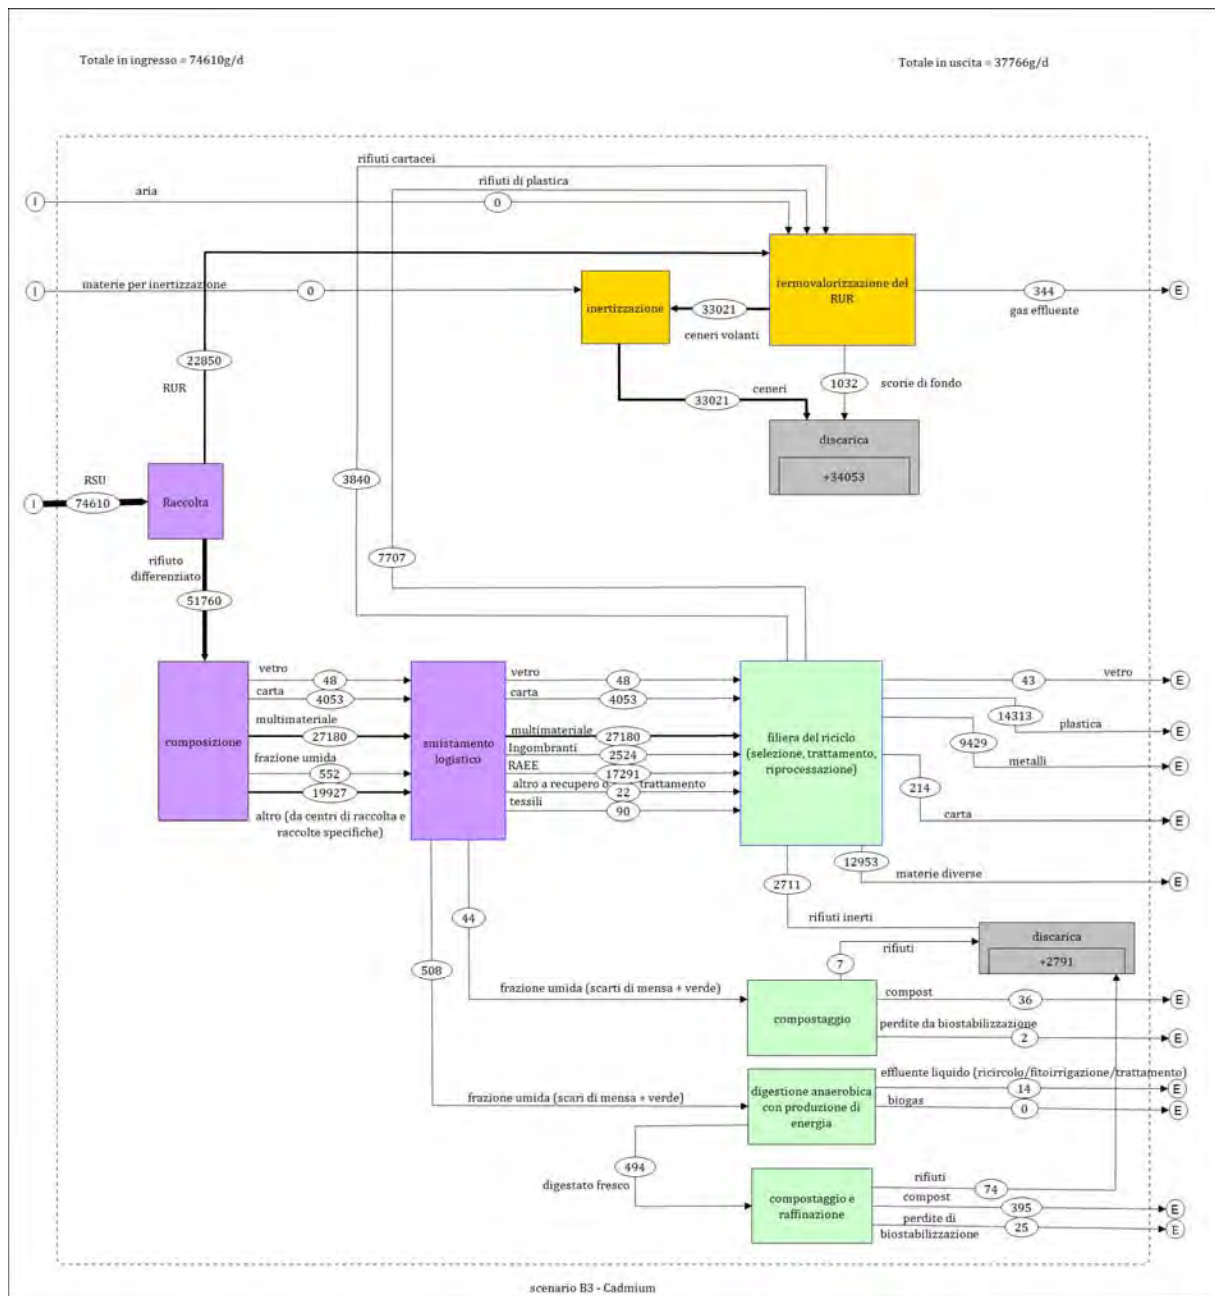 Totale in ingresso = 74610g/d
Totale in uscita = 37766g/d
rifiuti cartacei
rifiuti di plastica
aria
I
0
termovalorizzazione del
RUR
materie per inertizzazione
I
0
inertizzazione
33021
ceneri volanti
344
gas effluente
E
22850
RUR
1032
scorie di fondo
ceneri
33021
discarica
+34053
RSU
I
74610
Raccolta
3840
7707
rifiuto
differenziato
51760
composizione
vetro
48
carta
4053
multimateriale
27180
frazione umida
552
19927
altro (da centri di raccolta e
raccolte specifiche)
smistamento
logistico
vetro
48
carta
4053
multimateriale
27180
Ingombranti
2524
RAEE
17291
altro a recupero o trattamento
22
tessili
90
filiera del riciclo
(selezione, trattamento,
riprocessazione)
43
vetro
E
14313
plastica
E
9429
metalli
E
214
carta
E
12953
materie diverse
E
2711
rifiuti inerti
discarica
+2791
44
508
7
rifiuti
frazione umida (scarti di mensa + verde)
compostaggio
compost
36
E
perdite da biostabilizzazione
2
E
effluente liquido (ricircolo/fitoirrigazione/trattamento)
14
E
frazione umida (scari di mensa + verde)
digestione anaerobica
con produzione di
energia
biogas
0
E
494
digestato fresco
compostaggio e
raffinazione
rifiuti
74
compost
395
E
perdite di
biostabilizzazione
25
E
scenario B3 - Cadmium